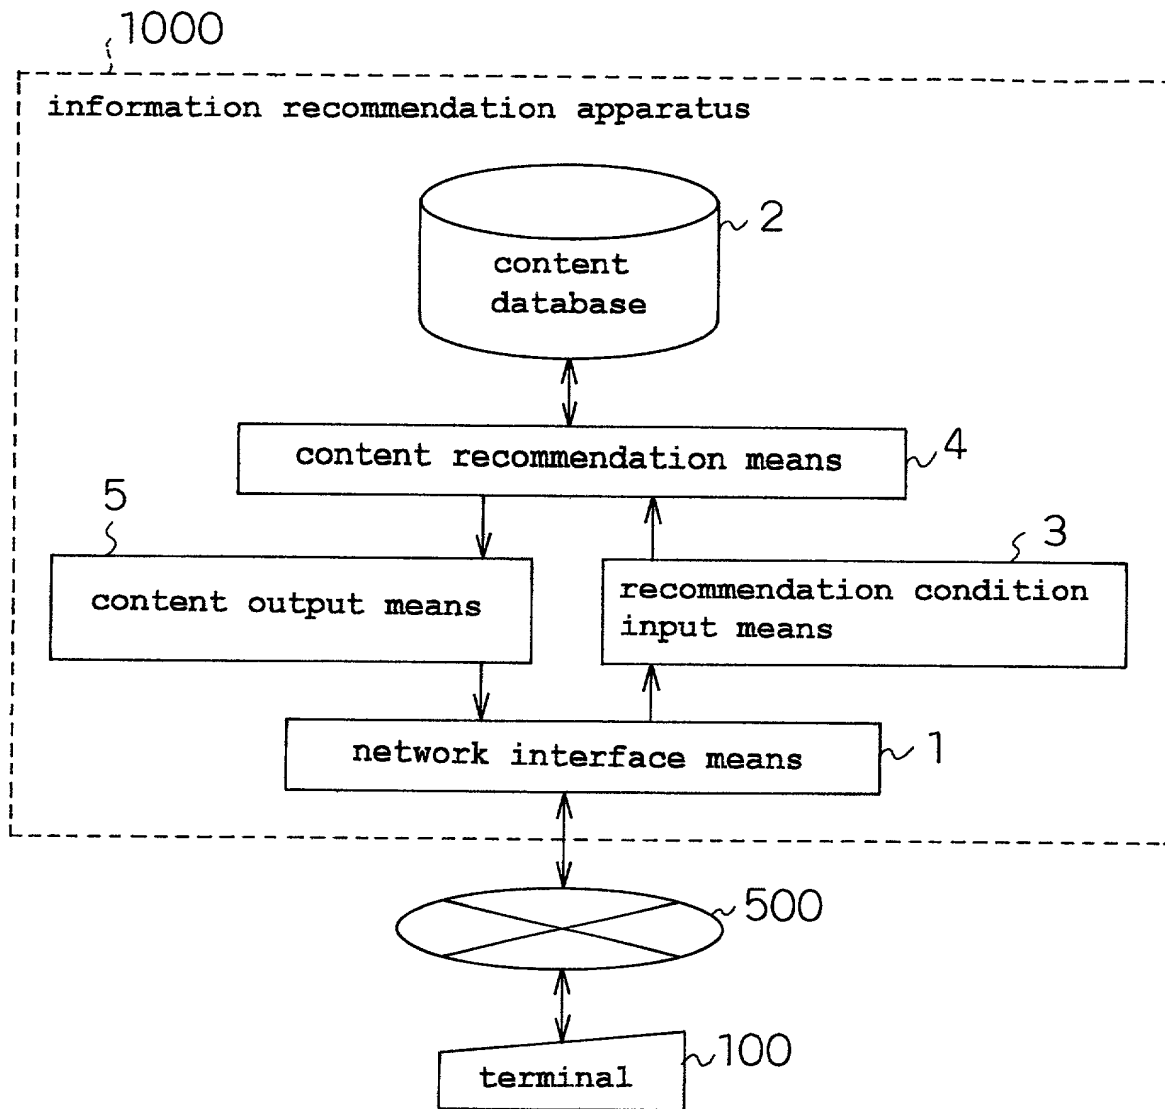 1000
information recommendation apparatus
2
content
database
content recommendation means
4
5
3
content output means
recommendation condition
input means
network interface means
1
500
100
terminal